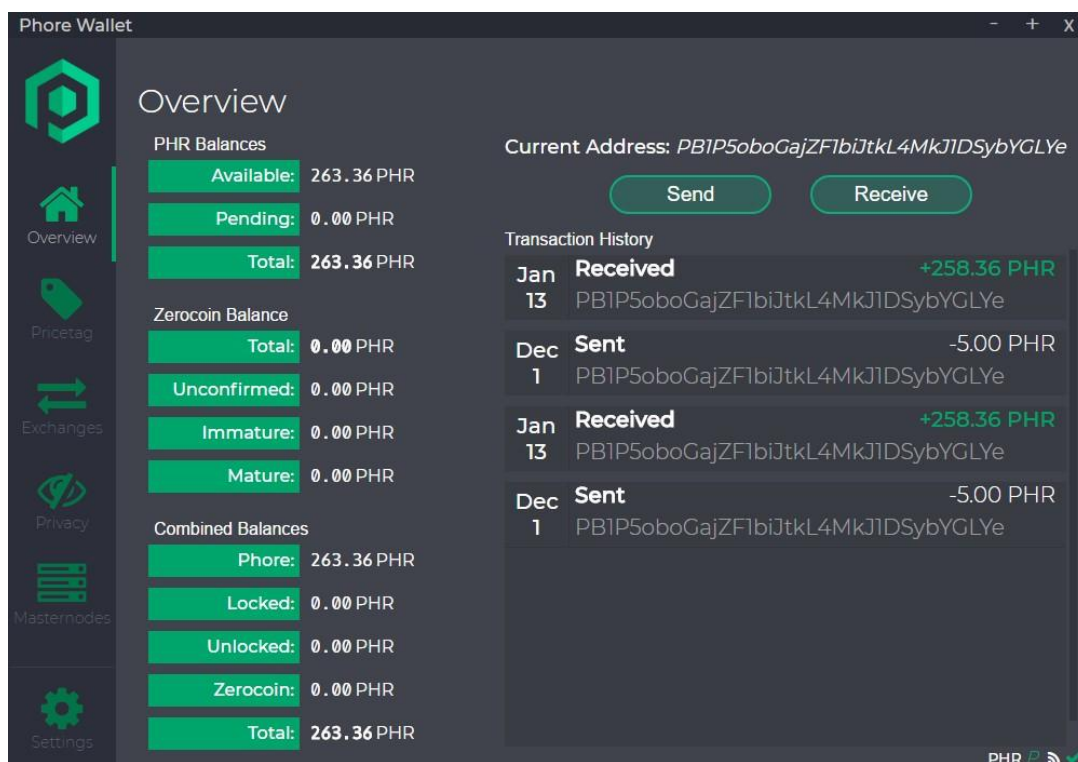 Phore Wallet
- + x
Overview
Pricetag
Exchanges
Privacy
Masternodes
Settings
Overview
PHR Balances
Available: 263.36 PHR
Pending: 0.00 PHR
Total: 263.36 PHR
Zerocoin Balance
Total: 0.00 PHR
Unconfirmed: 0.00 PHR
Immature: 0.00 PHR
Mature: 0.00 PHR
Combined Balances
Phore: 263.36 PHR
Locked: 0.00 PHR
Unlocked: 0.00 PHR
Zerocoin: 0.00 PHR
Total: 263.36 PHR
Current Address: PB1P5oboGajZF1biJtkL4MkJ1DSybYGLYe
Send Receive
Transaction History
Jan 13 Received +258.36 PHR
PB1P5oboGajZF1biJtkL4MkJ1DSybYGLYe
Dec 1 Sent -5.00 PHR
PB1P5oboGajZF1biJtkL4MkJ1DSybYGLYe
Jan 13 Received +258.36 PHR
PB1P5oboGajZF1biJtkL4MkJ1DSybYGLYe
Dec 1 Sent -5.00 PHR
PB1P5oboGajZF1biJtkL4MkJ1DSybYGLYe
PHR P